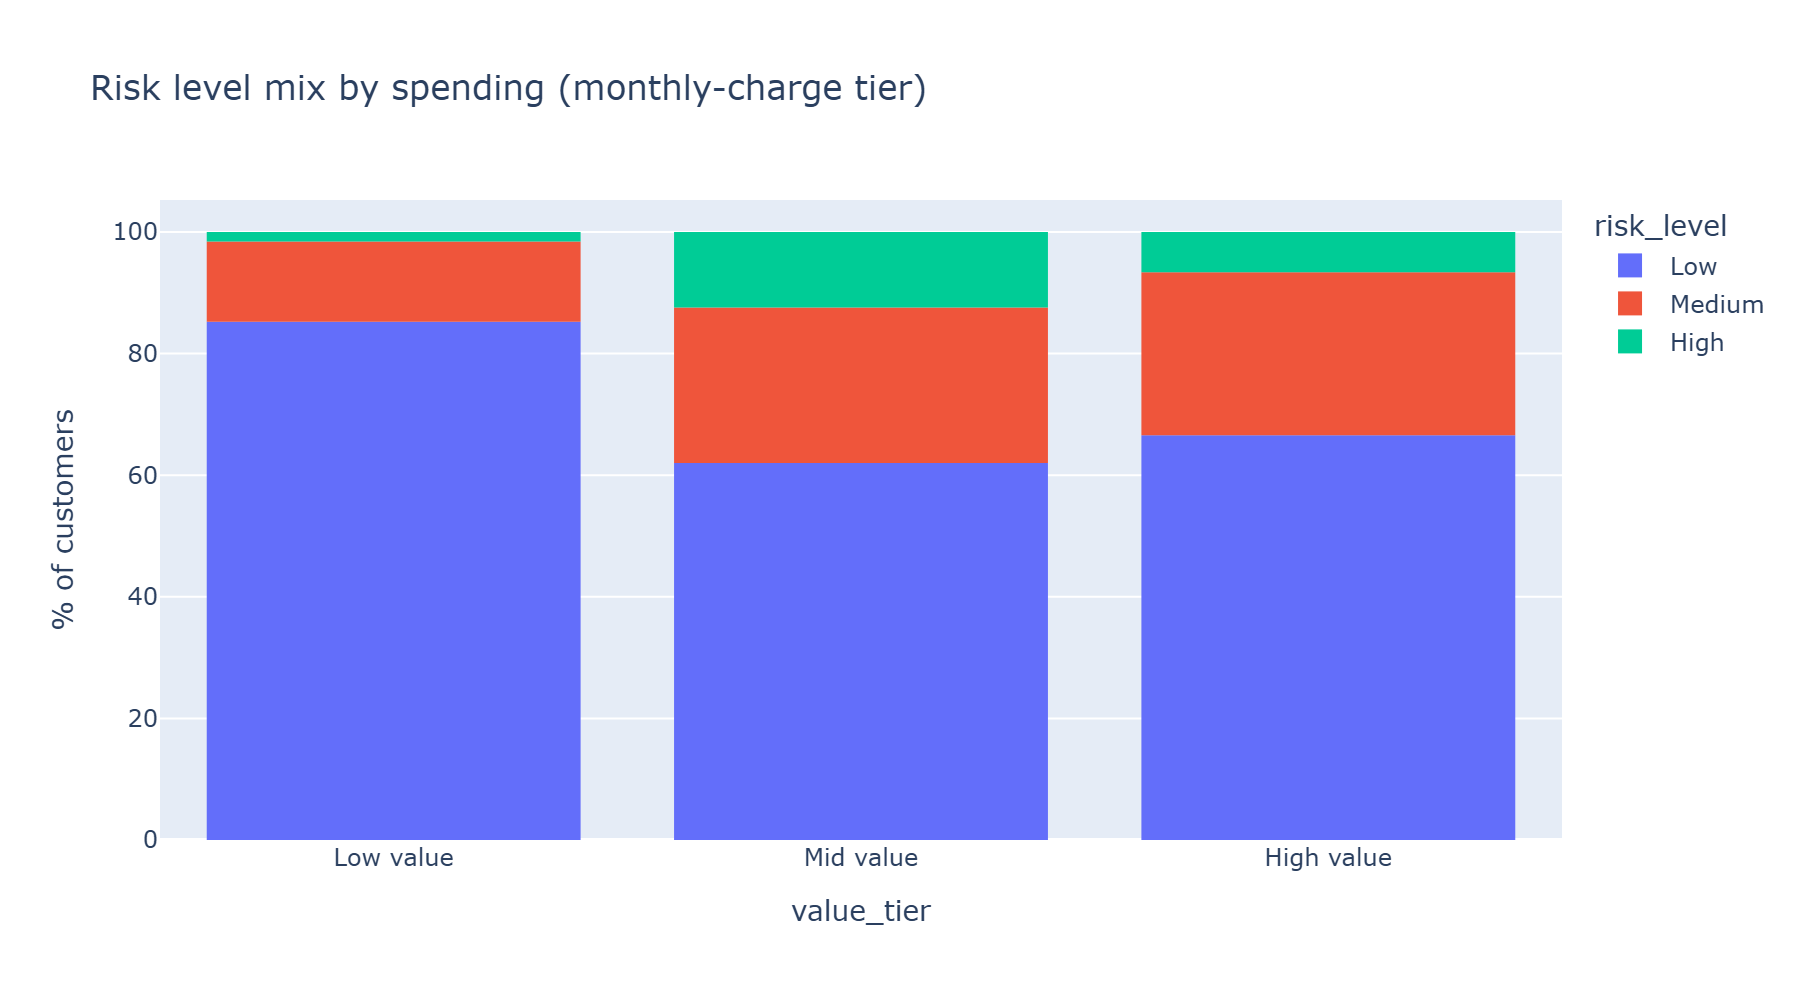 Risk level mix by spending (monthly-charge tier)
risk_level
Low
Medium
High
% of customers
100
80
60
40
20
0
Low value
Mid value
High value
value_tier